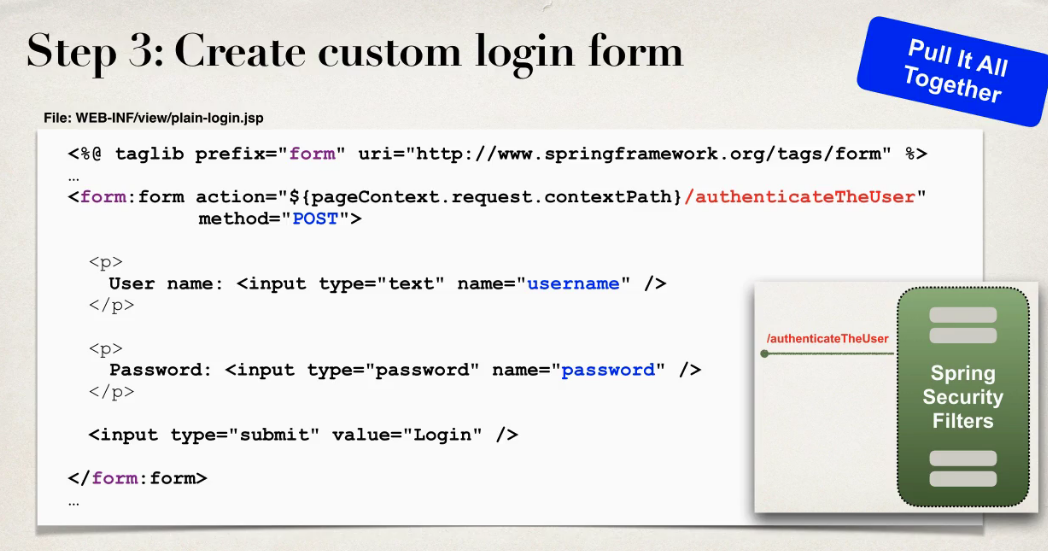 Step 3: Create custom login form
Pull It All
Together
File: WEB-INF/view/plain-login.jsp
<%@ taglib prefix="form" uri="http://www.springframework.org/tags/form" %>
…
<form:form action="${pageContext.request.contextPath}/authenticateTheUser"
method="POST">
<p>
User name: <input type="text" name="username" />
</p>
<p>
Password: <input type="password" name="password" />
</p>
<input type="submit" value="Login" />
</form:form>
…
/authenticateTheUser
Spring
Security
Filters